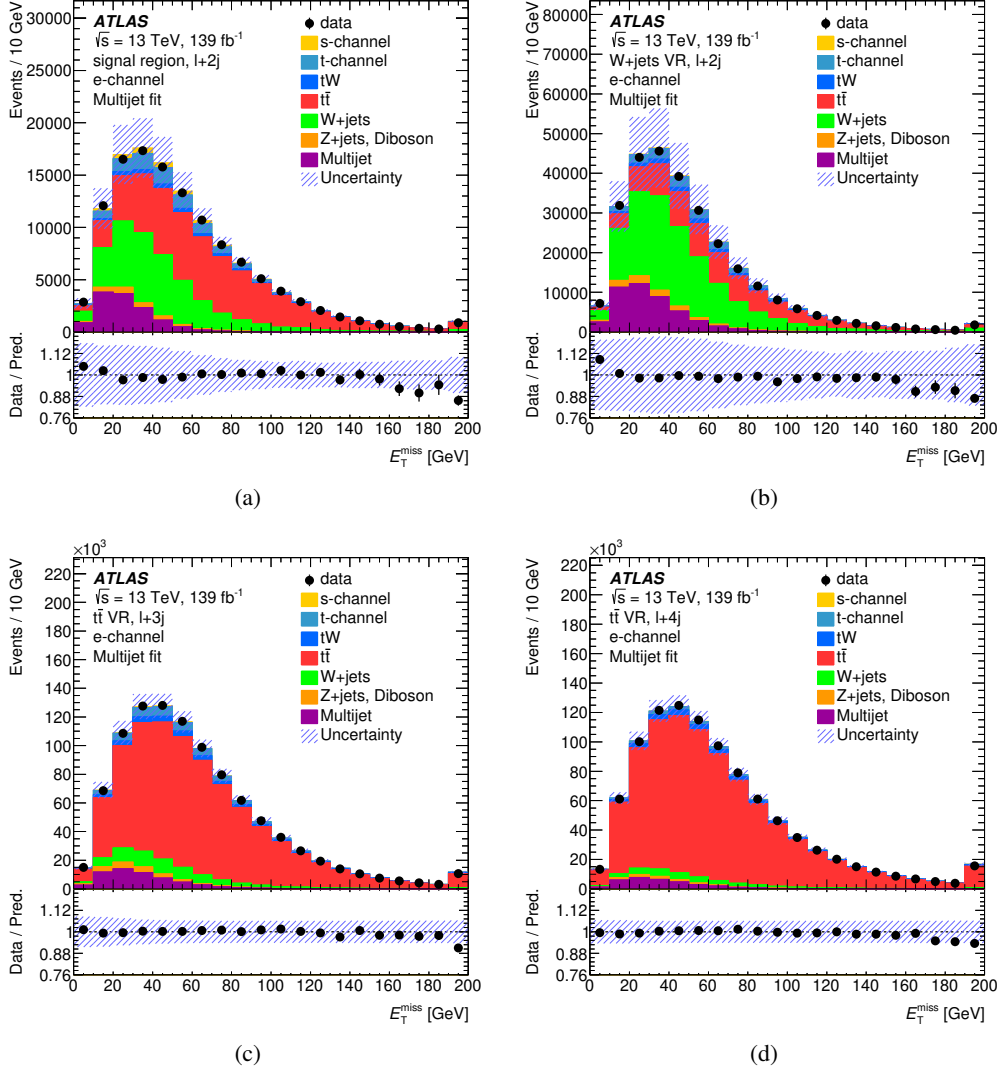 Events / 10 GeV
30000
25000
20000
15000
10000
5000
0
ATLAS
√s = 13 TeV, 139 fb⁻¹
signal region, l+2j
e-channel
Multijet fit
data
s-channel
t-channel
tW
tt̄
W+jets
Z+jets, Diboson
Multijet
Uncertainty
Data / Pred.
1.12
1
0.88
0.76
0 20 40 60 80 100 120 140 160 180 200
E_T^miss [GeV]
(a)
Events / 10 GeV
80000
70000
60000
50000
40000
30000
20000
10000
0
ATLAS
√s = 13 TeV, 139 fb⁻¹
W+jets VR, l+2j
e-channel
Multijet fit
data
s-channel
t-channel
tW
tt̄
W+jets
Z+jets, Diboson
Multijet
Uncertainty
Data / Pred.
1.12
1
0.88
0.76
0 20 40 60 80 100 120 140 160 180 200
E_T^miss [GeV]
(b)
×10³
Events / 10 GeV
220
200
180
160
140
120
100
80
60
40
20
0
ATLAS
√s = 13 TeV, 139 fb⁻¹
tt̄ VR, l+3j
e-channel
Multijet fit
data
s-channel
t-channel
tW
tt̄
W+jets
Z+jets, Diboson
Multijet
Uncertainty
Data / Pred.
1.12
1
0.88
0.76
0 20 40 60 80 100 120 140 160 180 200
E_T^miss [GeV]
(c)
×10³
Events / 10 GeV
220
200
180
160
140
120
100
80
60
40
20
0
ATLAS
√s = 13 TeV, 139 fb⁻¹
tt̄ VR, l+4j
e-channel
Multijet fit
data
s-channel
t-channel
tW
tt̄
W+jets
Z+jets, Diboson
Multijet
Uncertainty
Data / Pred.
1.12
1
0.88
0.76
0 20 40 60 80 100 120 140 160 180 200
E_T^miss [GeV]
(d)